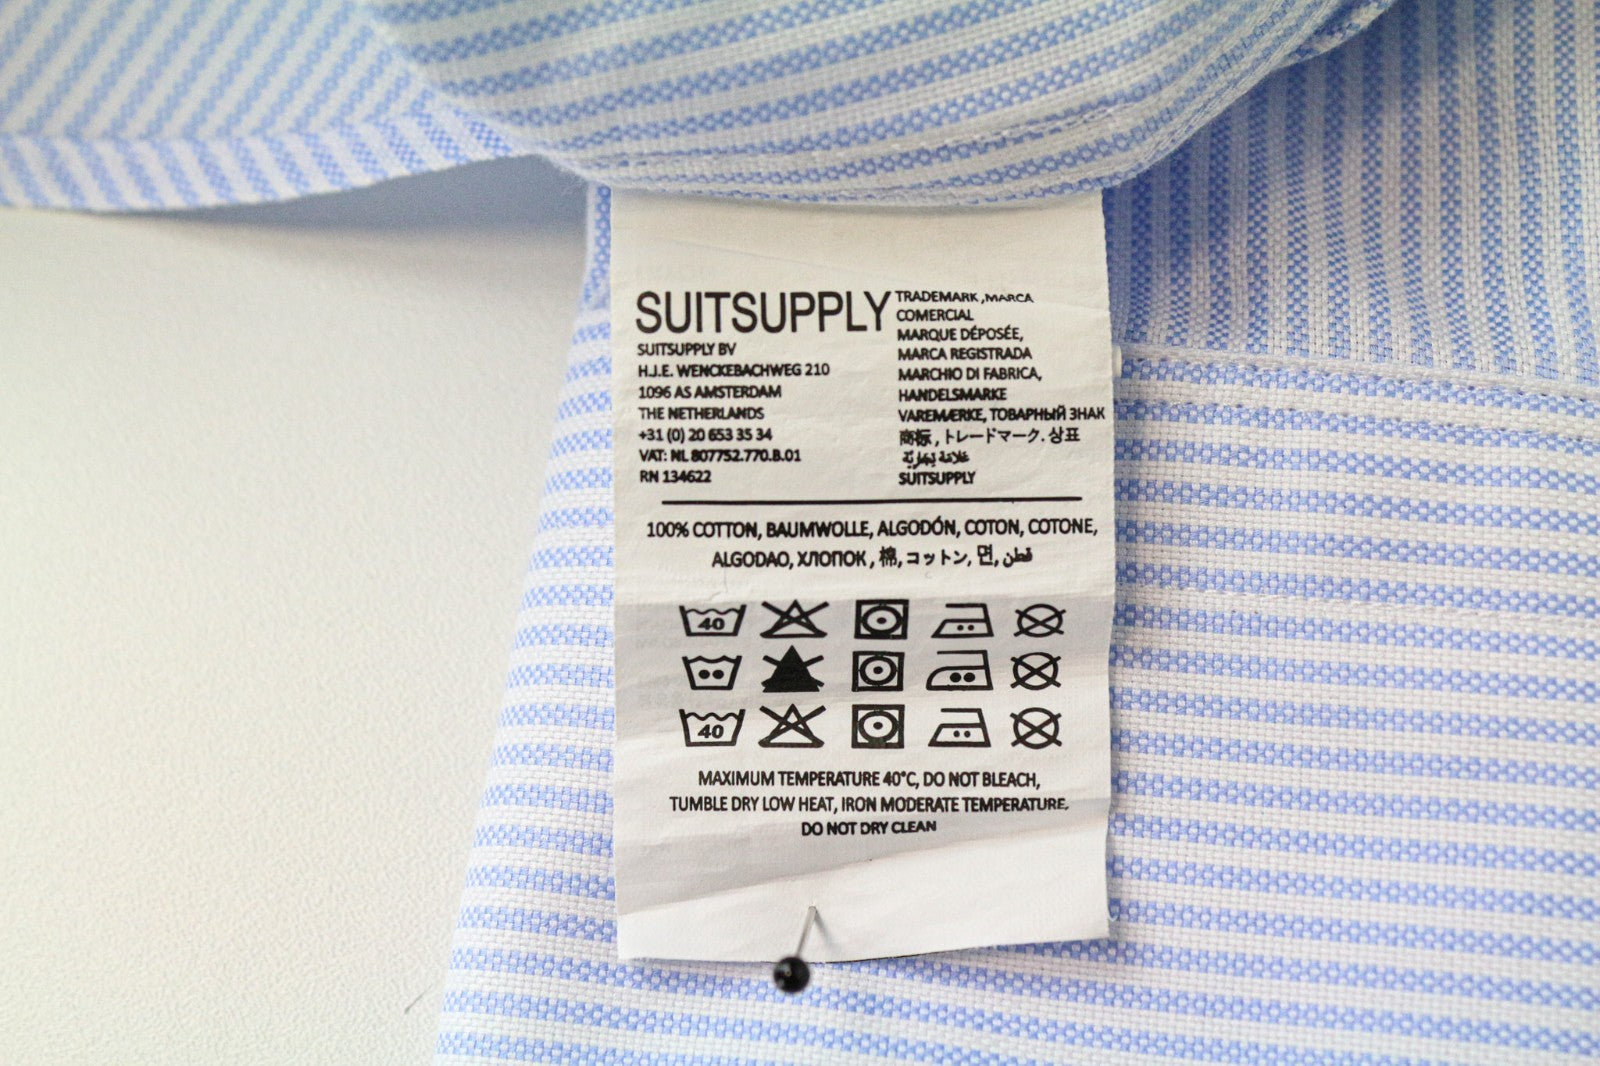 SUITSUPPLY
SUITSUPPLY BV
H.J.E. WENCKEBACHWEG 210
1096 AS AMSTERDAM
THE NETHERLANDS
+31 (0) 20 653 35 34
VAT: NL 807752.770.B.01
RN 134622
TRADEMARK ,MARCA
COMERCIAL
MARQUE DÉPOSÉE,
MARCA REGISTRADA
MARCHIO DI FABRICA,
HANDELSMARKE
VAREMÆRKE, ТОВАРНЫЙ ЗНАК
商标 , トレードマーク. 상표
علامة تجارية
SUITSUPPLY
100% COTTON, BAUMWOLLE, ALGODÓN, COTON, COTONE,
ALGODAO, ХЛОПОК , 棉, コットン, 면, قطن
40
40
MAXIMUM TEMPERATURE 40°C, DO NOT BLEACH,
TUMBLE DRY LOW HEAT, IRON MODERATE TEMPERATURE,
DO NOT DRY CLEAN